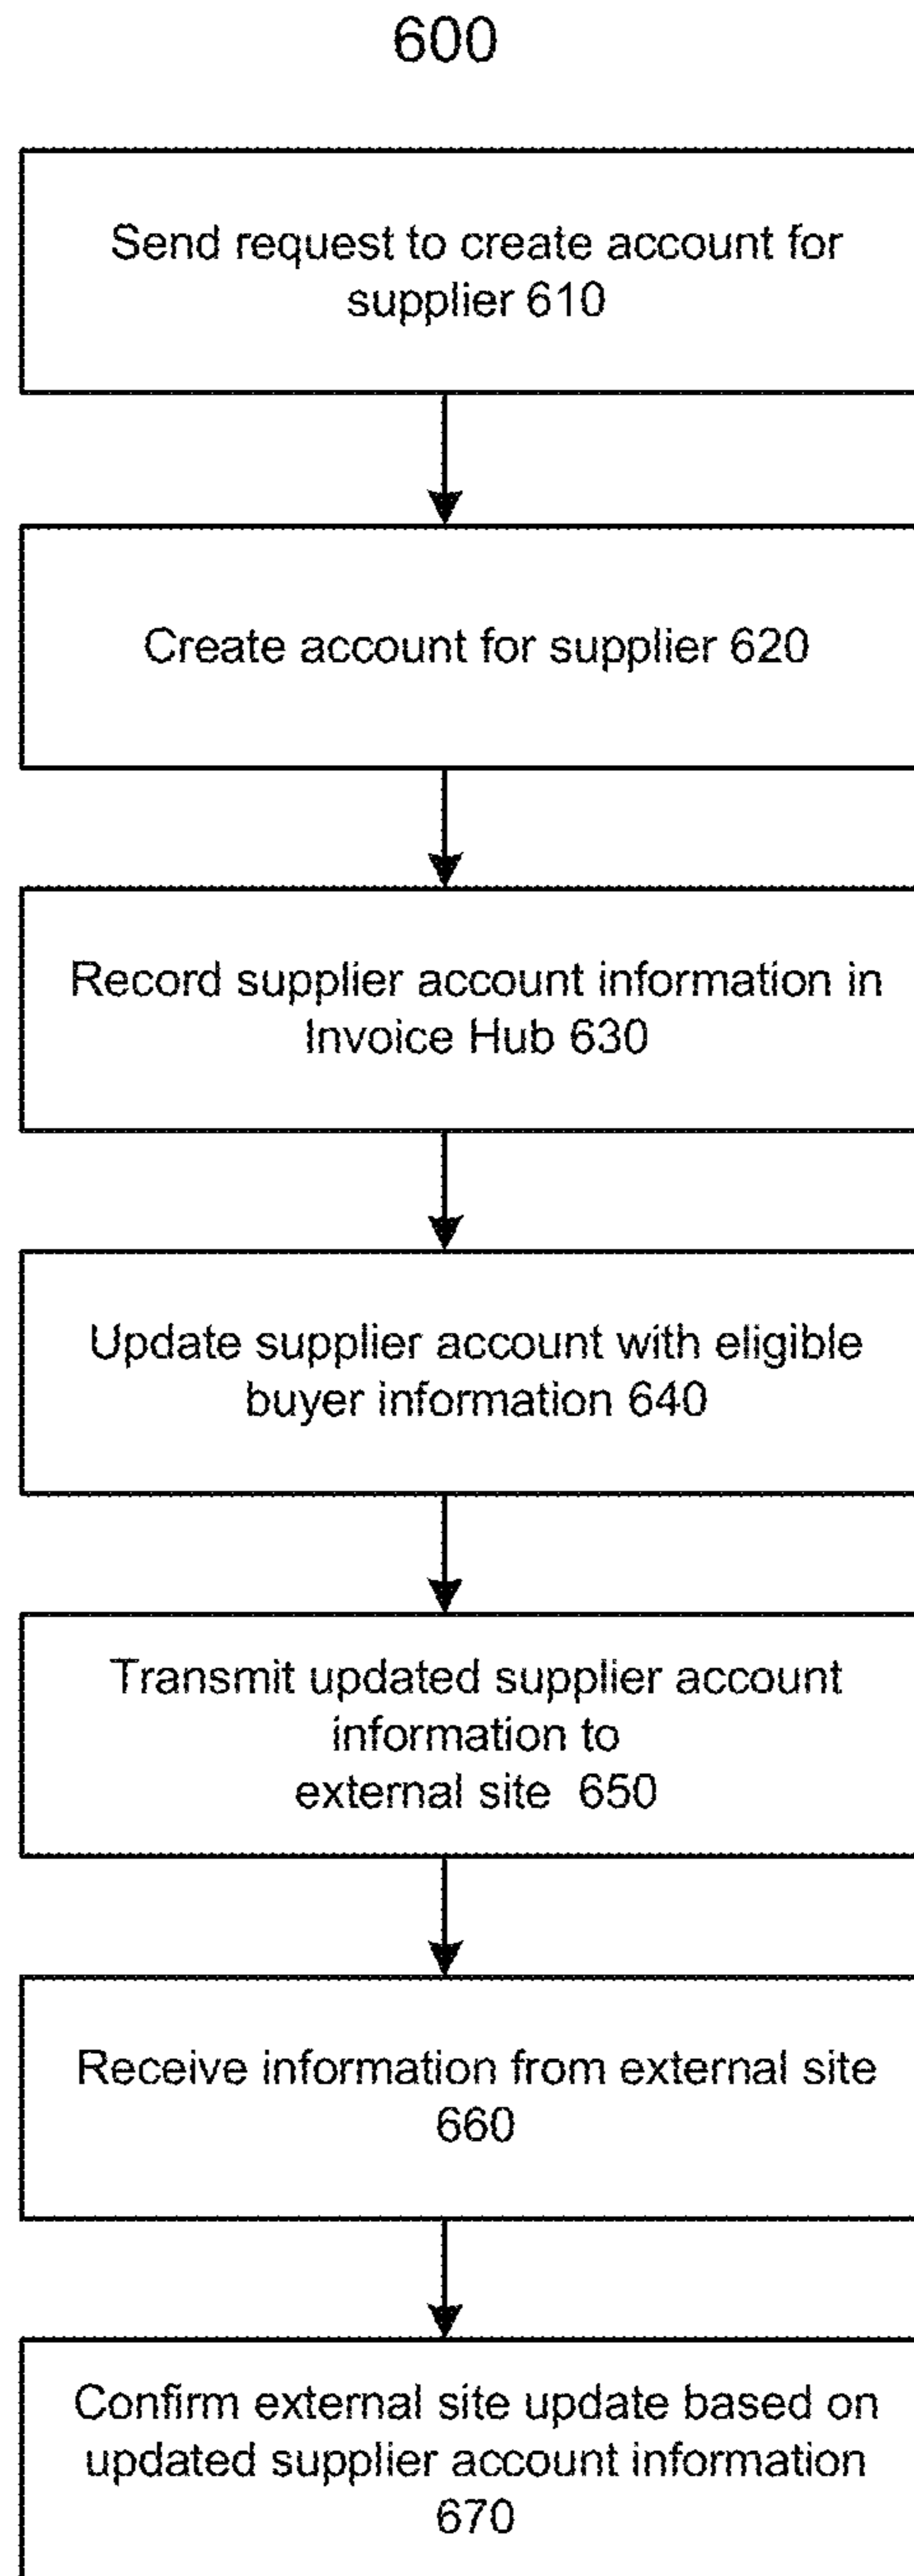 600
Send request to create account for
supplier 610
Create account for supplier 620
Record supplier account information in
Invoice Hub 630
Update supplier account with eligible
buyer information 640
Transmit updated supplier account
information to
external site 650
Receive information from external site
660
Confirm external site update based on
updated supplier account information
670